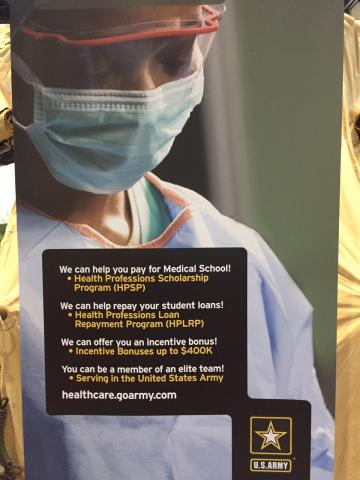 We can help you pay for Medical School!
• Health Professions Scholarship
Program (HPSP)
We can help repay your student loans!
• Health Professions Loan
Repayment Program (HPLRP)
We can offer you an incentive bonus!
• Incentive Bonuses up to $400K
You can be a member of an elite team!
• Serving in the United States Army
healthcare.goarmy.com
U.S.ARMY